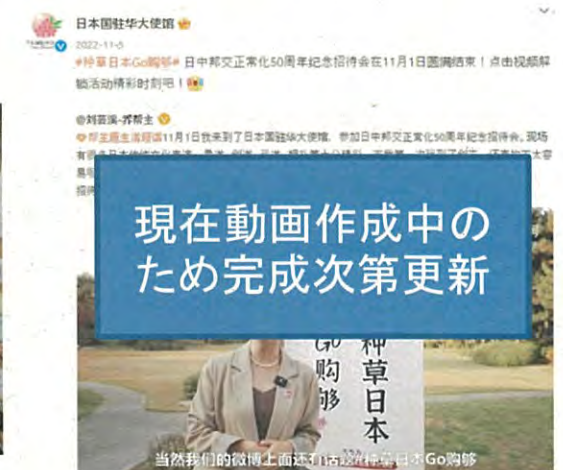 日本国驻华大使馆
2022-11-5
#种草日本Go购够# 日中邦交正常化50周年纪念招待会在11月1日圆满结束！点击视频解
锁活动精彩时刻吧！
@刘芸溪-荞帮主
11月1日我来到了日本国驻华大使馆，参加日中邦交正常化50周年纪念招待会，现场
現在動画作成中の
ため完成次第更新
种草日本
Go购够
当然我们的微博上面还有话题#种草日本Go购够